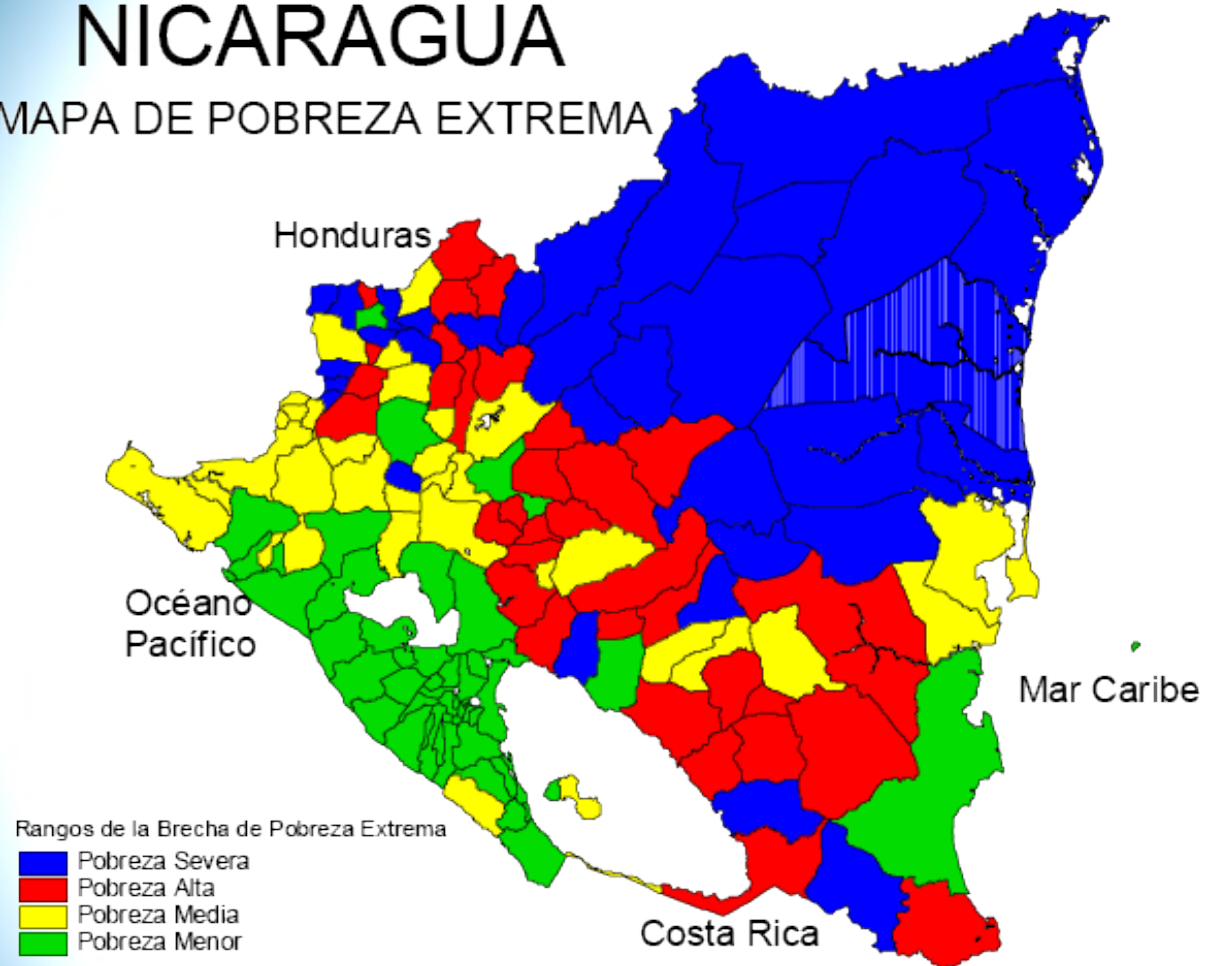 NICARAGUA
MAPA DE POBREZA EXTREMA
Honduras
Océano
Pacífico
Mar Caribe
Costa Rica
Rangos de la Brecha de Pobreza Extrema
Pobreza Severa
Pobreza Alta
Pobreza Media
Pobreza Menor